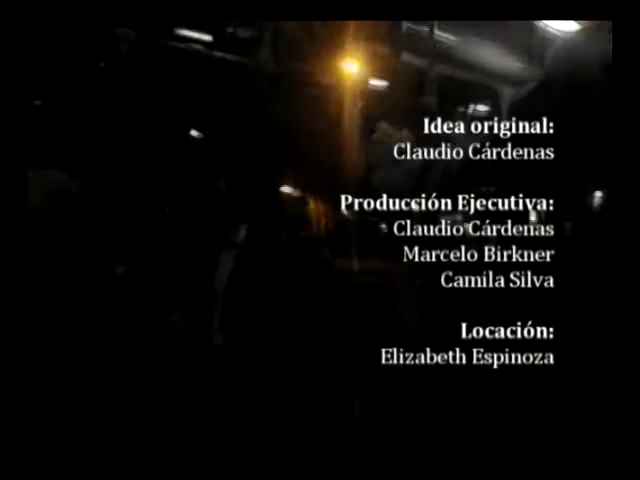 Idea original:
Claudio Cárdenas
Producción Ejecutiva:
Claudio Cárdenas
Marcelo Birkner
Camila Silva
Locación:
Elizabeth Espinoza